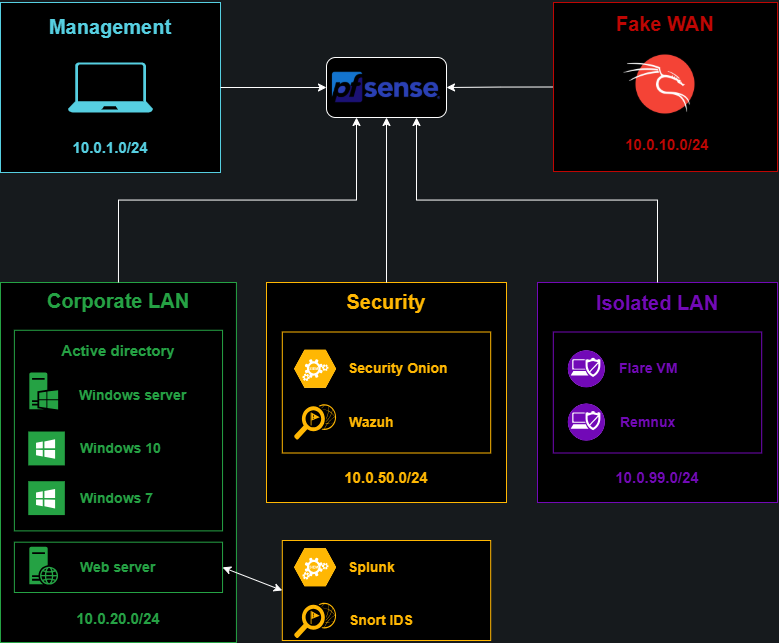 Management
10.0.1.0/24
pfsense
Fake WAN
10.0.10.0/24
Corporate LAN
Active directory
Windows server
Windows 10
Windows 7
Web server
10.0.20.0/24
Security
Security Onion
Wazuh
10.0.50.0/24
Splunk
Snort IDS
Isolated LAN
Flare VM
Remnux
10.0.99.0/24